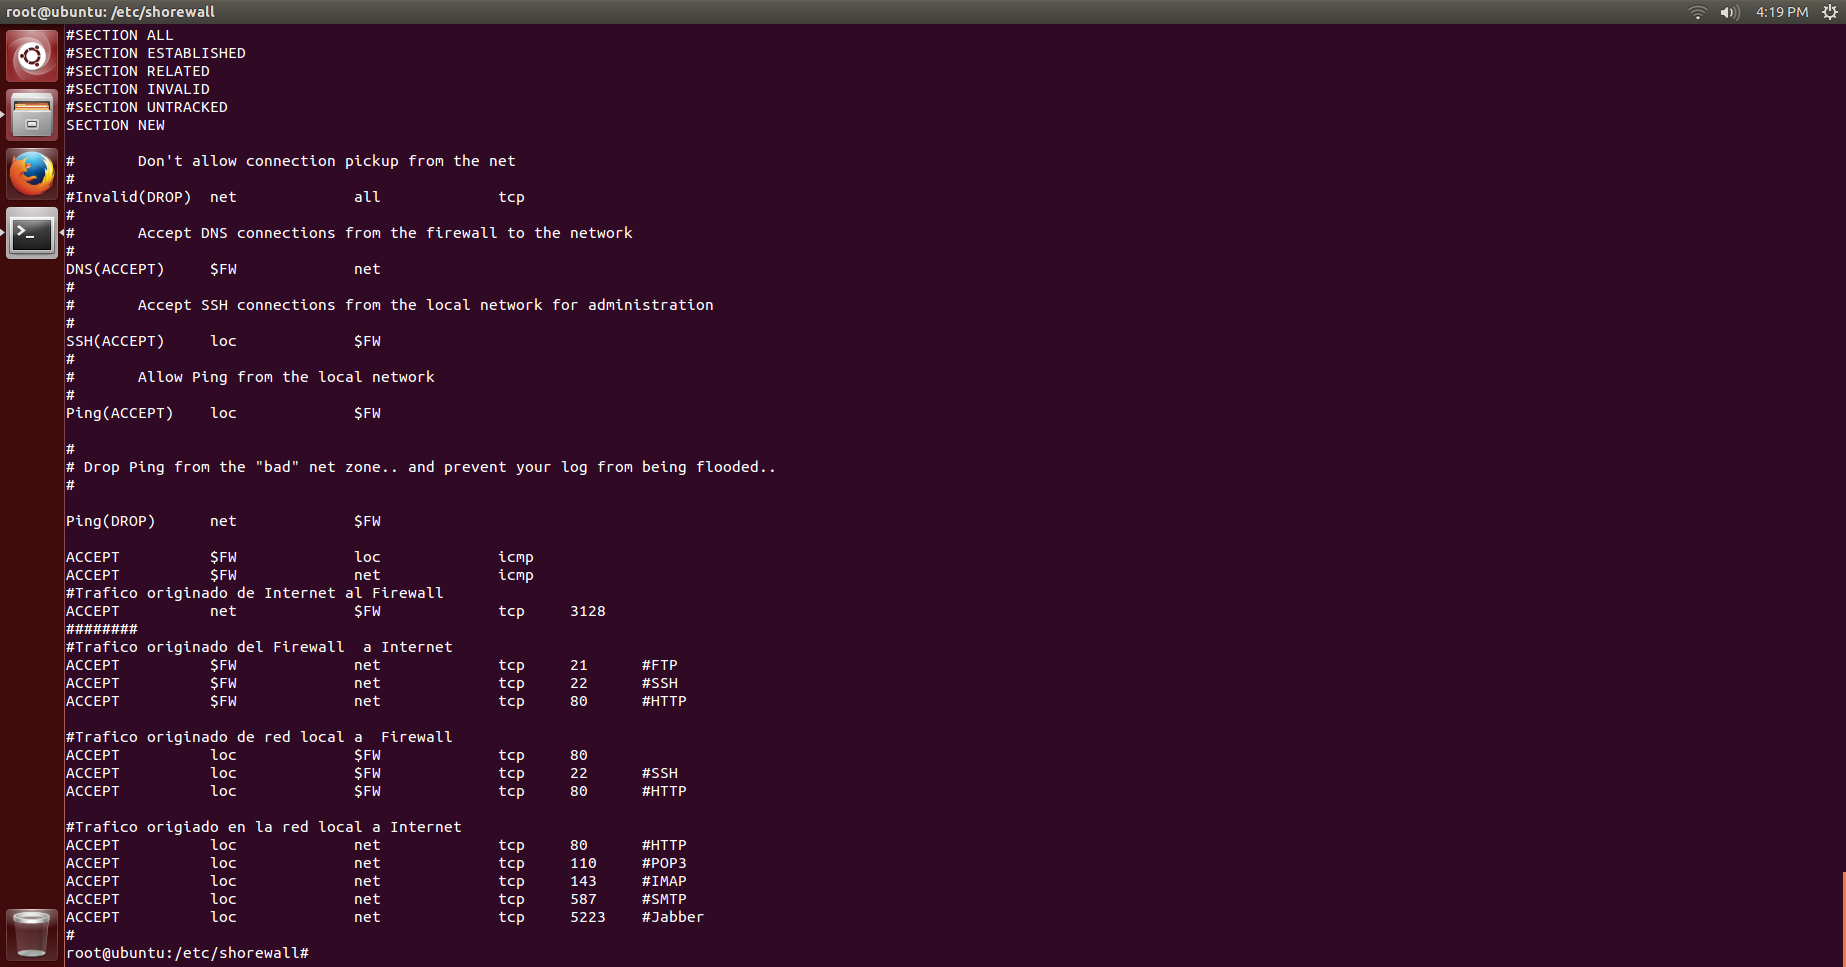 root@ubuntu: /etc/shorewall
4:19 PM
#SECTION ALL
#SECTION ESTABLISHED
#SECTION RELATED
#SECTION INVALID
#SECTION UNTRACKED
SECTION NEW
# Don't allow connection pickup from the net
#
#Invalid(DROP) net all tcp
#
# Accept DNS connections from the firewall to the network
#
DNS(ACCEPT) $FW net
#
# Accept SSH connections from the local network for administration
#
SSH(ACCEPT) loc $FW
#
# Allow Ping from the local network
#
Ping(ACCEPT) loc $FW
#
# Drop Ping from the "bad" net zone.. and prevent your log from being flooded..
#
Ping(DROP) net $FW
ACCEPT $FW loc icmp
ACCEPT $FW net icmp
#Trafico originado de Internet al Firewall
ACCEPT net $FW tcp 3128
########
#Trafico originado del Firewall  a Internet
ACCEPT $FW net tcp 21 #FTP
ACCEPT $FW net tcp 22 #SSH
ACCEPT $FW net tcp 80 #HTTP
#Trafico originado de red local a  Firewall
ACCEPT loc $FW tcp 80
ACCEPT loc $FW tcp 22 #SSH
ACCEPT loc $FW tcp 80 #HTTP
#Trafico origiado en la red local a Internet
ACCEPT loc net tcp 80 #HTTP
ACCEPT loc net tcp 110 #POP3
ACCEPT loc net tcp 143 #IMAP
ACCEPT loc net tcp 587 #SMTP
ACCEPT loc net tcp 5223 #Jabber
#
root@ubuntu:/etc/shorewall#